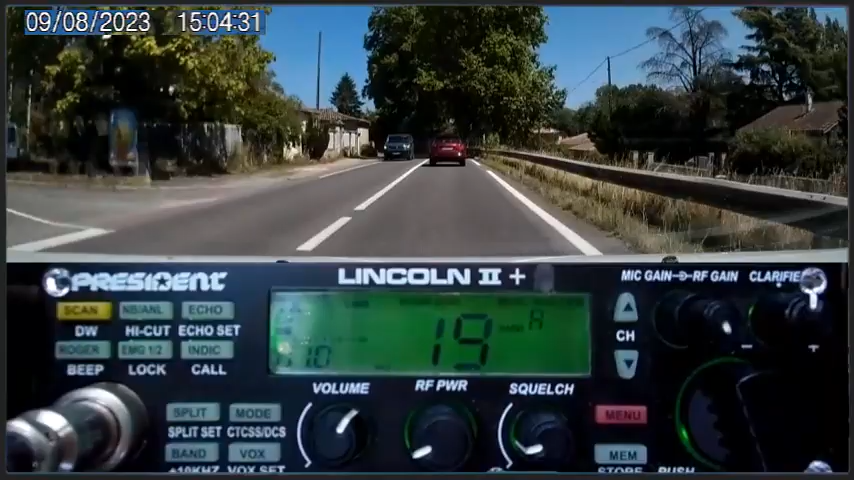 09/08/2023 15:04:31
PRESIDENT
LINCOLN II +
MIC GAIN RF GAIN CLARIFIER
SCAN NB/ANL ECHO
DW HI-CUT ECHO SET
ROGER EMG 1/2 INDIC
BEEP LOCK CALL
10
19
A
CH
VOLUME RF PWR SQUELCH
SPLIT MODE
SPLIT SET CTCSS/DCS
BAND VOX
+10KHZ VOX SET
MENU
MEM
STORE PUSH
- +